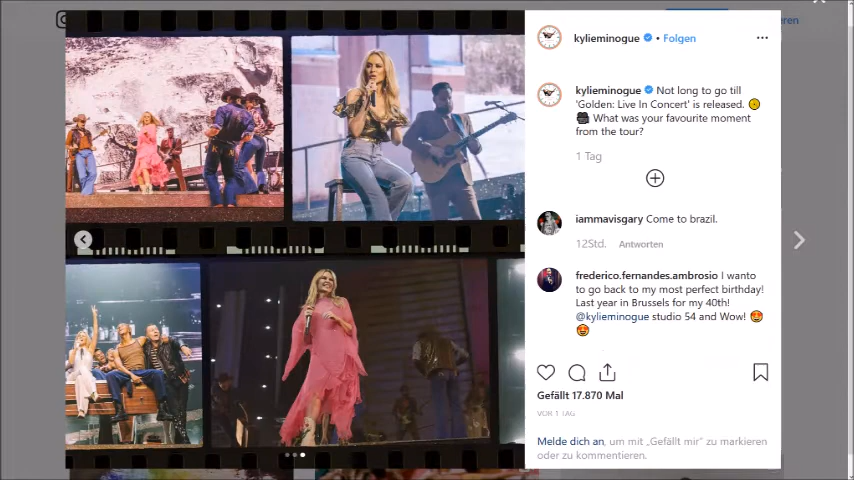 kylieminogue • Folgen
kylieminogue Not long to go till
'Golden: Live In Concert' is released.
What was your favourite moment
from the tour?
1 Tag
iammavisgary Come to brazil.
12Std. Antworten
frederico.fernandes.ambrosio I wanto
to go back to my most perfect birthday!
Last year in Brussels for my 40th!
@kylieminogue studio 54 and Wow!
Gefällt 17.870 Mal
VOR 1 TAG
Melde dich an, um mit „Gefällt mir“ zu markieren
oder zu kommentieren.